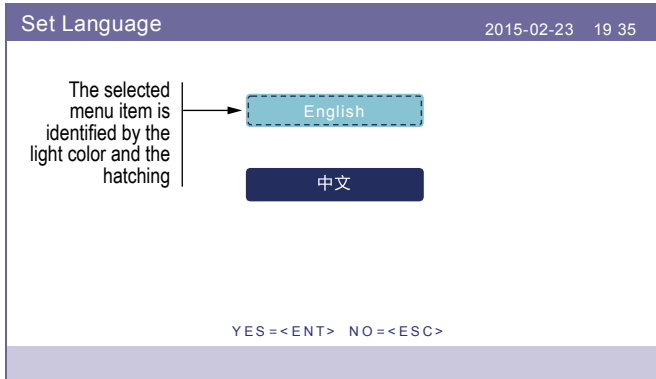 Set Language
2015-02-23 19 35
The selected
menu item is
identified by the
light color and the
hatching
English
中文
YES=<ENT> NO=<ESC>